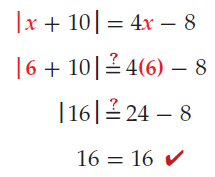 |x + 10| = 4x – 8
|6 + 10| ≟ 4(6) – 8
|16| ≟ 24 – 8
16 = 16 ✔